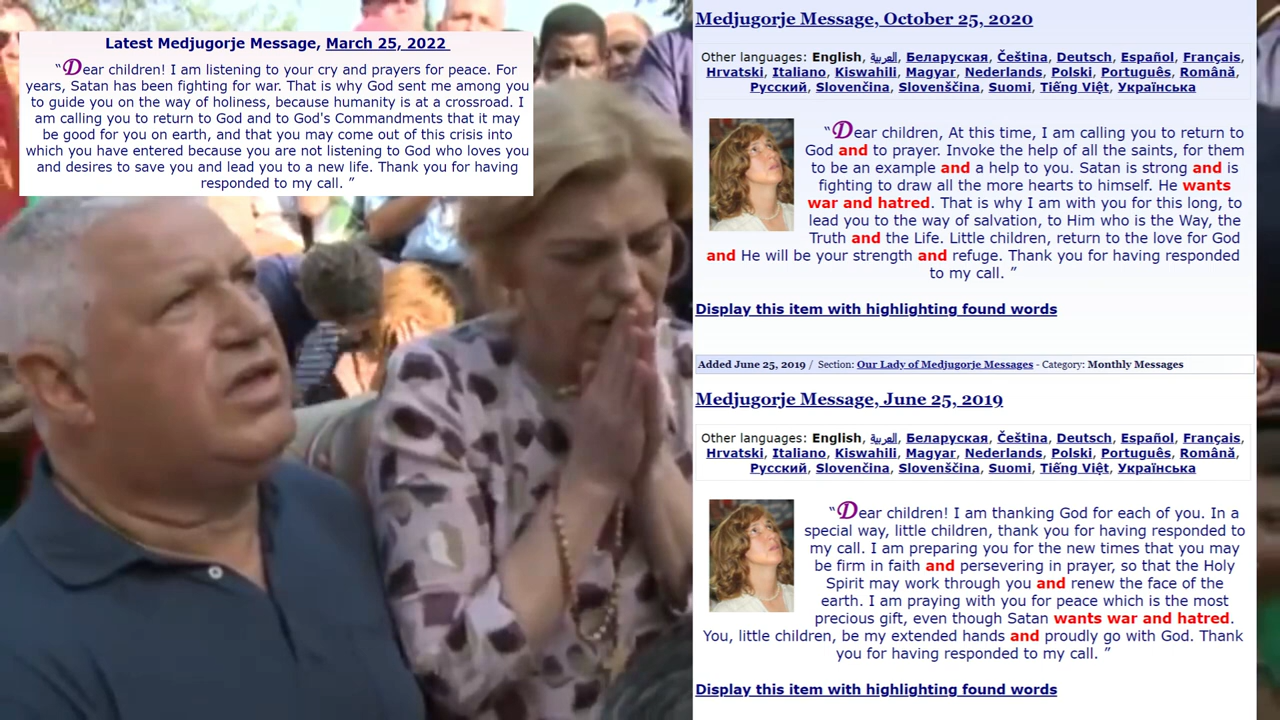 Latest Medjugorje Message, March 25, 2022
“Dear children! I am listening to your cry and prayers for peace. For
years, Satan has been fighting for war. That is why God sent me among you
to guide you on the way of holiness, because humanity is at a crossroad. I
am calling you to return to God and to God's Commandments that it may
be good for you on earth, and that you may come out of this crisis into
which you have entered because you are not listening to God who loves you
and desires to save you and lead you to a new life. Thank you for having
responded to my call. ”
Medjugorje Message, October 25, 2020
Other languages: English, العربية, Беларуская, Čeština, Deutsch, Español, Français,
Hrvatski, Italiano, Kiswahili, Magyar, Nederlands, Polski, Português, Română,
Русский, Slovenčina, Slovenščina, Suomi, Tiếng Việt, Українська
“Dear children, At this time, I am calling you to return to
God and to prayer. Invoke the help of all the saints, for them
to be an example and a help to you. Satan is strong and is
fighting to draw all the more hearts to himself. He wants
war and hatred. That is why I am with you for this long, to
lead you to the way of salvation, to Him who is the Way, the
Truth and the Life. Little children, return to the love for God
and He will be your strength and refuge. Thank you for having responded
to my call. ”
Display this item with highlighting found words
Added June 25, 2019 / Section: Our Lady of Medjugorje Messages - Category: Monthly Messages
Medjugorje Message, June 25, 2019
Other languages: English, العربية, Беларуская, Čeština, Deutsch, Español, Français,
Hrvatski, Italiano, Kiswahili, Magyar, Nederlands, Polski, Português, Română,
Русский, Slovenčina, Slovenščina, Suomi, Tiếng Việt, Українська
“Dear children! I am thanking God for each of you. In a
special way, little children, thank you for having responded to
my call. I am preparing you for the new times that you may
be firm in faith and persevering in prayer, so that the Holy
Spirit may work through you and renew the face of the
earth. I am praying with you for peace which is the most
precious gift, even though Satan wants war and hatred.
You, little children, be my extended hands and proudly go with God. Thank
you for having responded to my call. ”
Display this item with highlighting found words